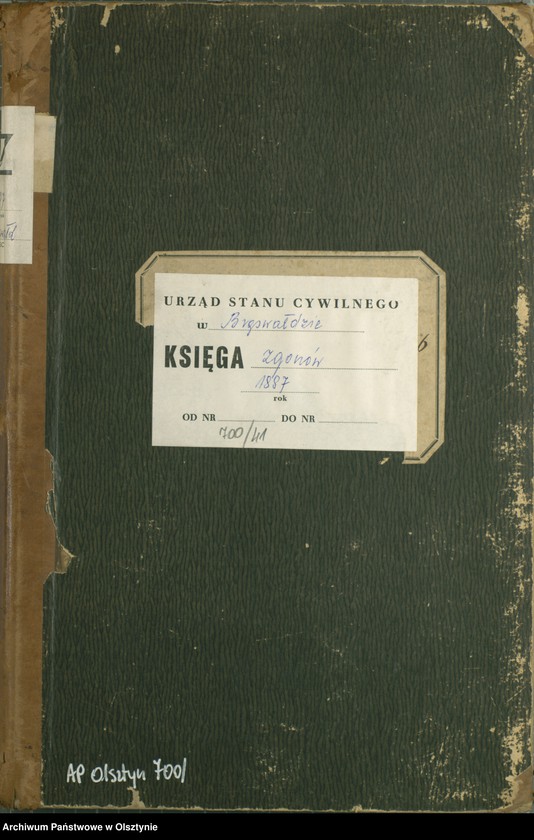 URZĄD STANU CYWILNEGO
w Brąswałdzie
KSIĘGA zgonów
1887
rok
OD NR DO NR
700/41
AP Olsztyn 700/
Archiwum Państwowe w Olsztynie